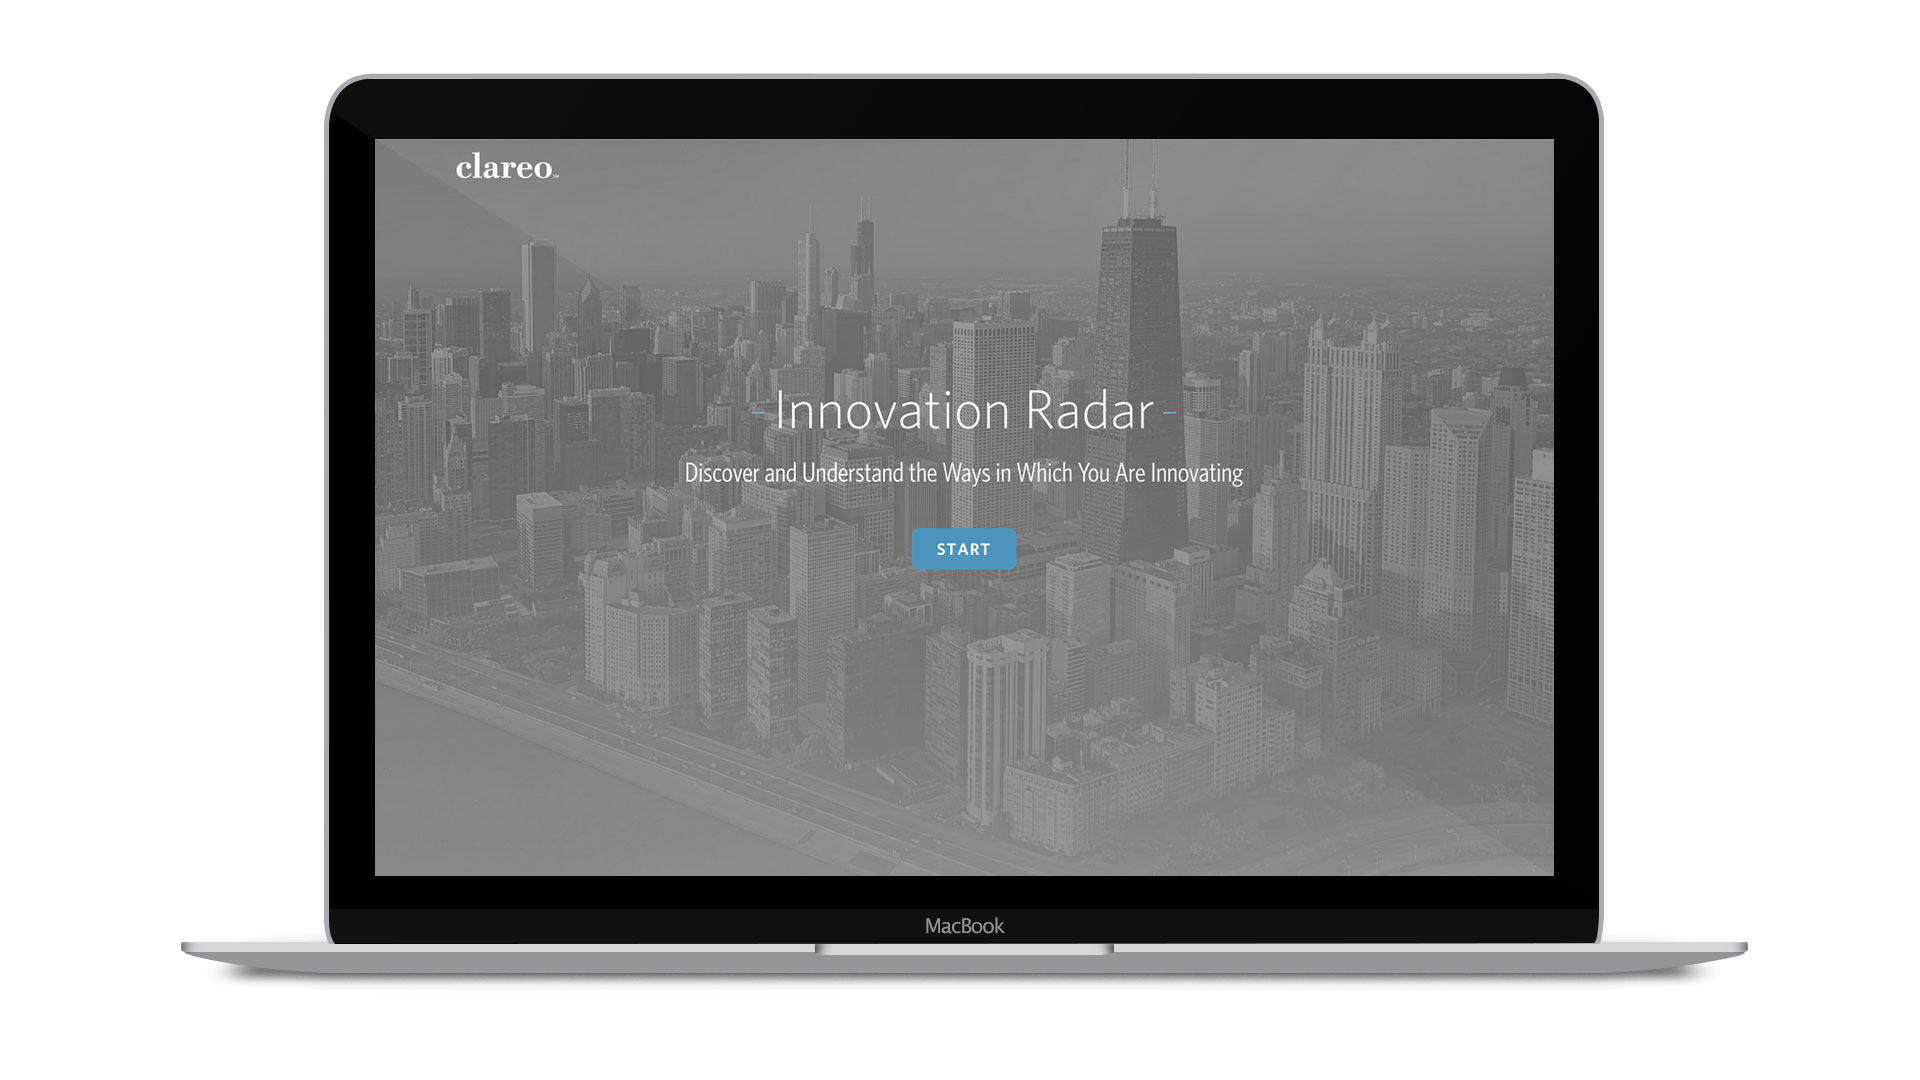 clareo
Innovation Radar
Discover and Understand the Ways in Which You Are Innovating
START
MacBook